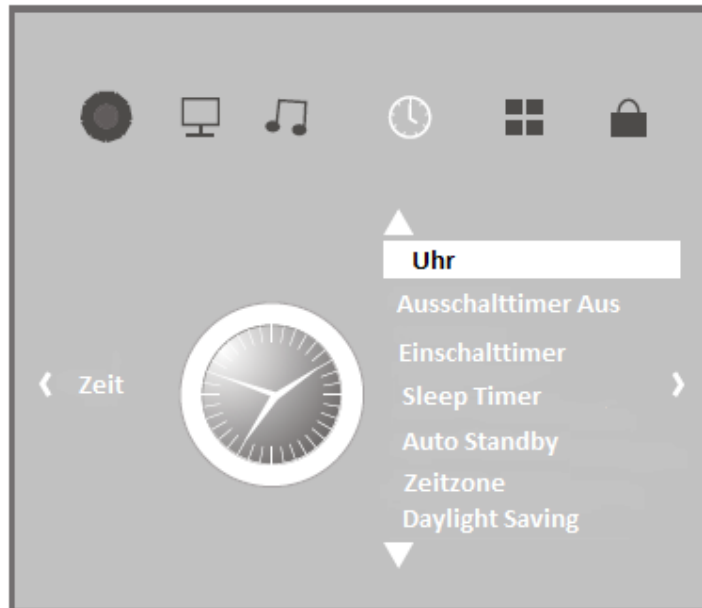 Uhr
Ausschalttimer Aus
Einschalttimer
Zeit
Sleep Timer
Auto Standby
Zeitzone
Daylight Saving